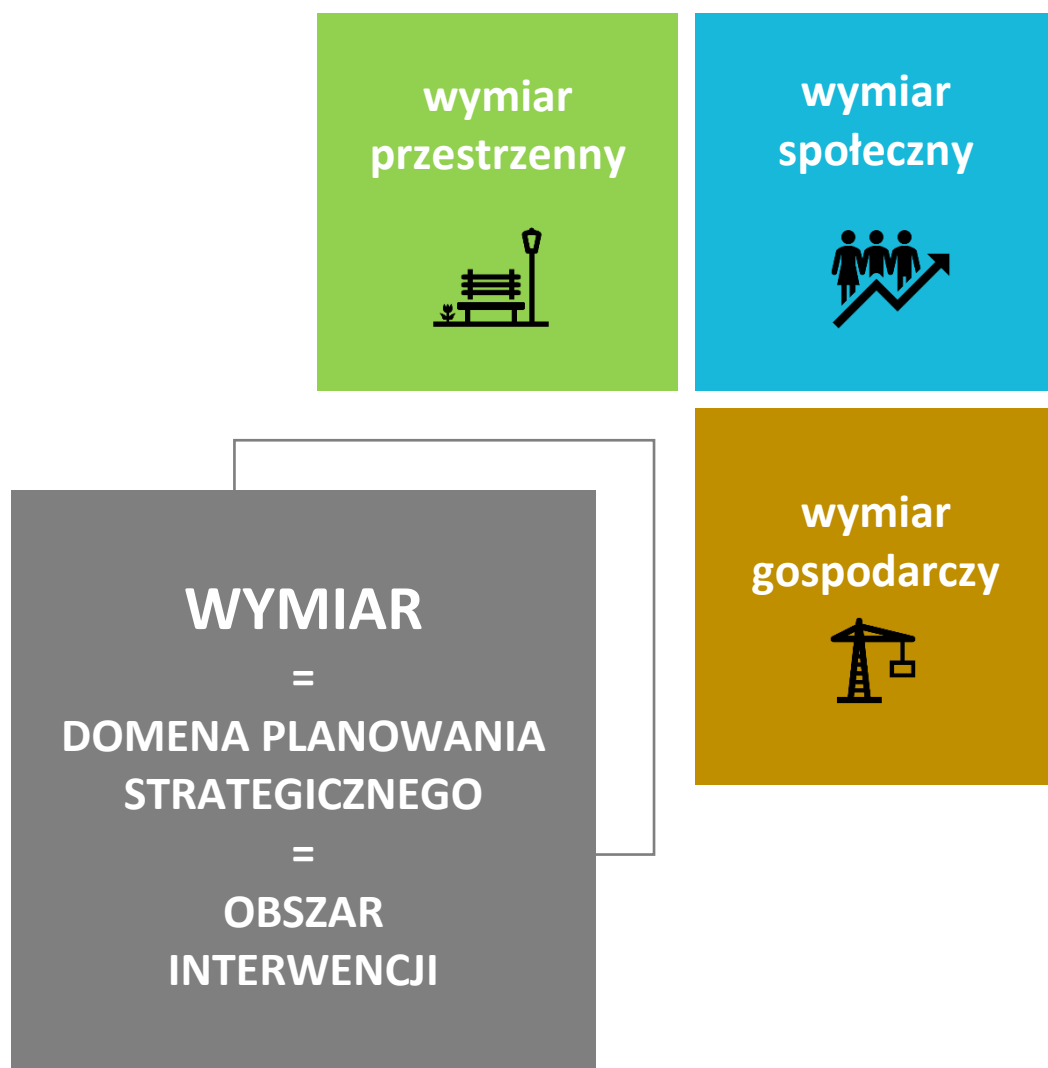 wymiar
przestrzenny
wymiar
społeczny
wymiar
gospodarczy
WYMIAR
=
DOMENA PLANOWANIA
STRATEGICZNEGO
=
OBSZAR
INTERWENCJI